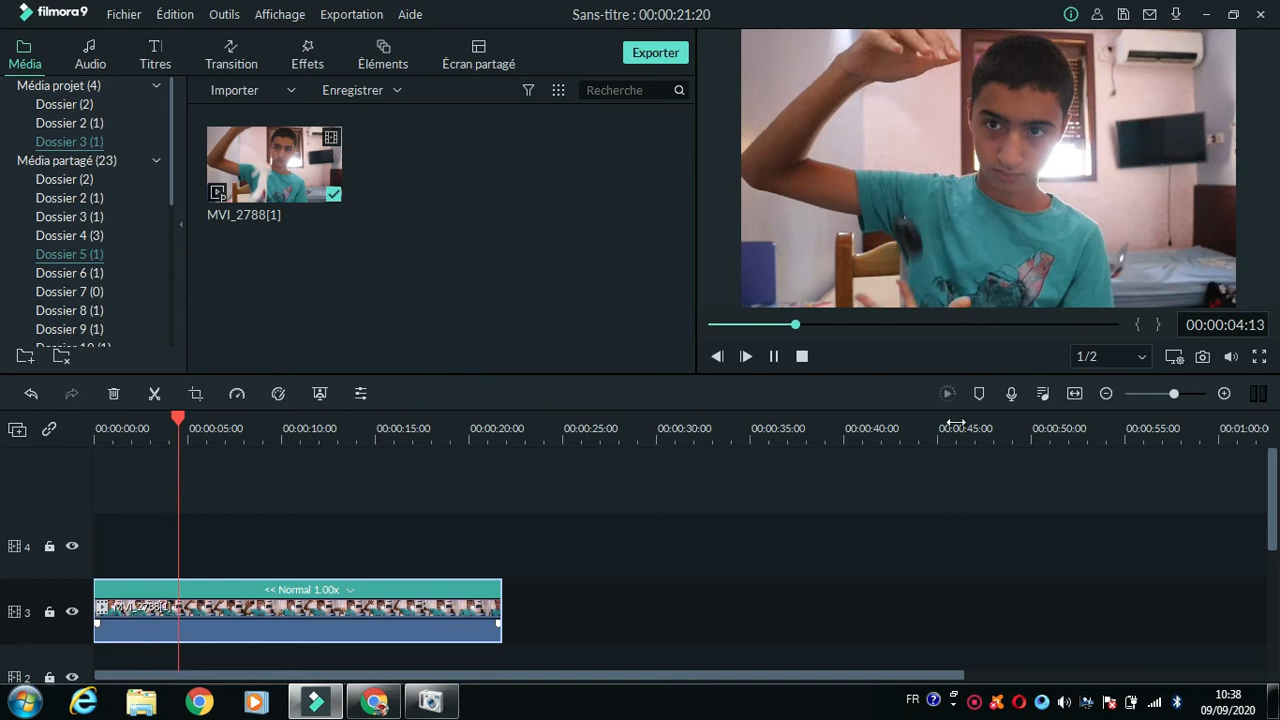 filmora9 Fichier Édition Outils Affichage Exportation Aide Sans-titre : 00:00:21:20
Média Audio Titres Transition Effets Éléments Écran partagé Exporter
Média projet (4)
Dossier (2)
Dossier 2 (1)
Dossier 3 (1)
Média partagé (23)
Dossier (2)
Dossier 2 (1)
Dossier 3 (1)
Dossier 4 (3)
Dossier 5 (1)
Dossier 6 (1)
Dossier 7 (0)
Dossier 8 (1)
Dossier 9 (1)
Dossier 10 (1)
Importer Enregistrer Recherche
MVI_2788[1]
{ } 00:00:04:13
1/2
00:00:00:00 00:00:05:00 00:00:10:00 00:00:15:00 00:00:20:00 00:00:25:00 00:00:30:00 00:00:35:00 00:00:40:00 00:00:45:00 00:00:50:00 00:00:55:00 00:01:00:0
4
<< Normal 1.00x
MVI_2788[1]
3
2
FR 10:38
09/09/2020